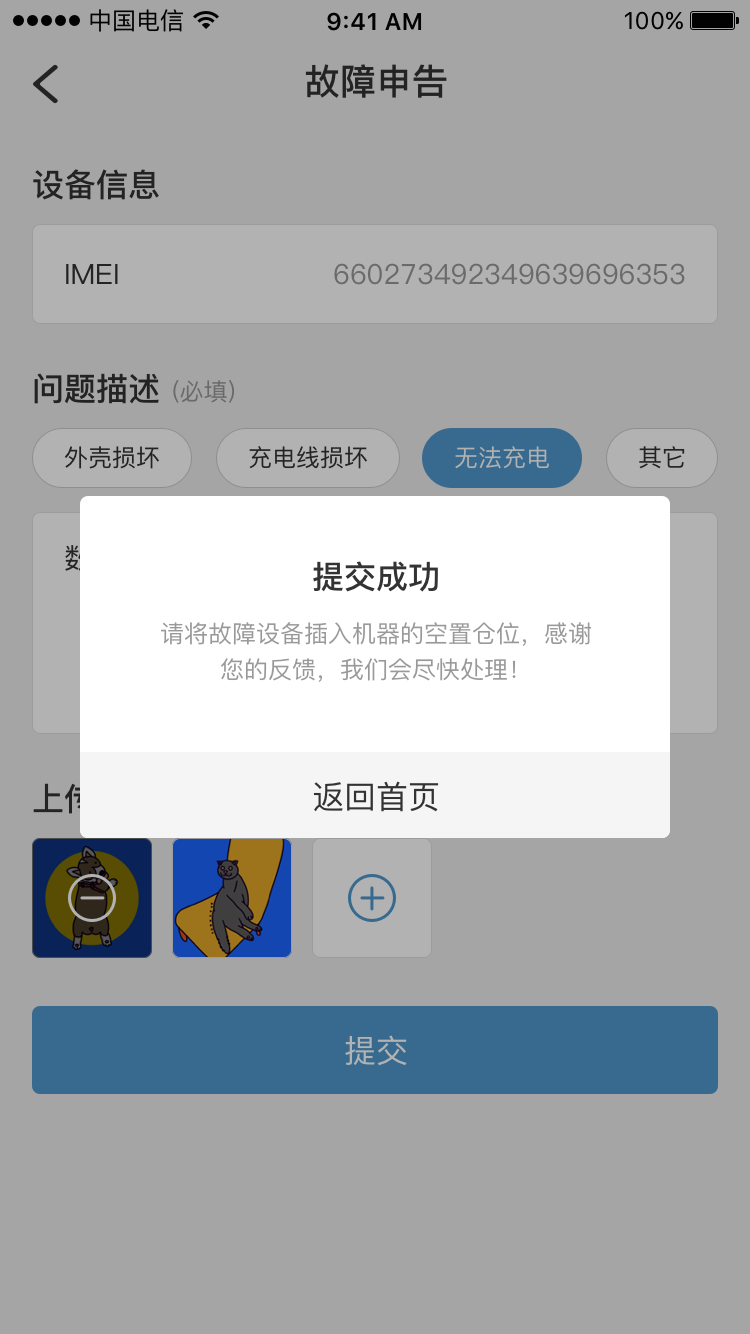 中国电信 9:41 AM 100%
故障申告
设备信息
IMEI 660273492349639696353
问题描述 (必填)
外壳损坏 充电线损坏 无法充电 其它
数
提交成功
请将故障设备插入机器的空置仓位，感谢
您的反馈，我们会尽快处理！
返回首页
上传
提交